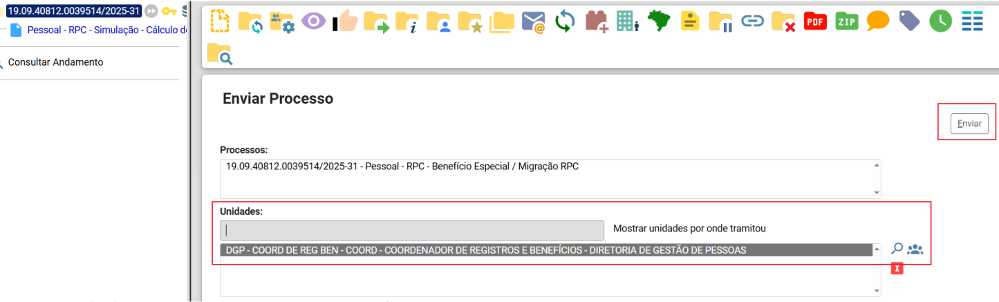 19.09.40812.0039514/2025-31
Pessoal - RPC - Simulação - Cálculo d
Consultar Andamento
i
PDF
ZIP
Enviar Processo
Enviar
Processos:
19.09.40812.0039514/2025-31 - Pessoal - RPC - Benefício Especial / Migração RPC
Unidades:
Mostrar unidades por onde tramitou
DGP - COORD DE REG BEN - COORD - COORDENADOR DE REGISTROS E BENEFÍCIOS - DIRETORIA DE GESTÃO DE PESSOAS
X